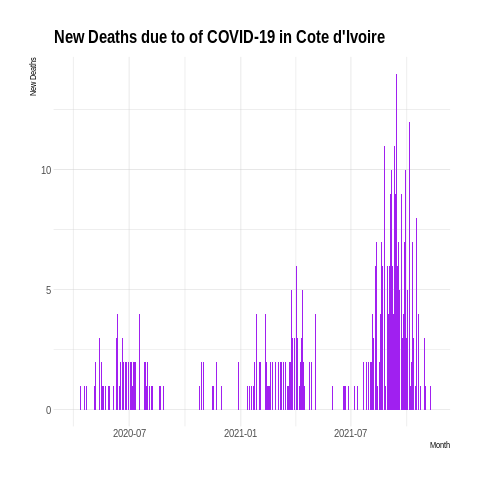 New Deaths due to of COVID-19 in Cote d'Ivoire
New Deaths
10
5
0
2020-07 2021-01 2021-07
Month